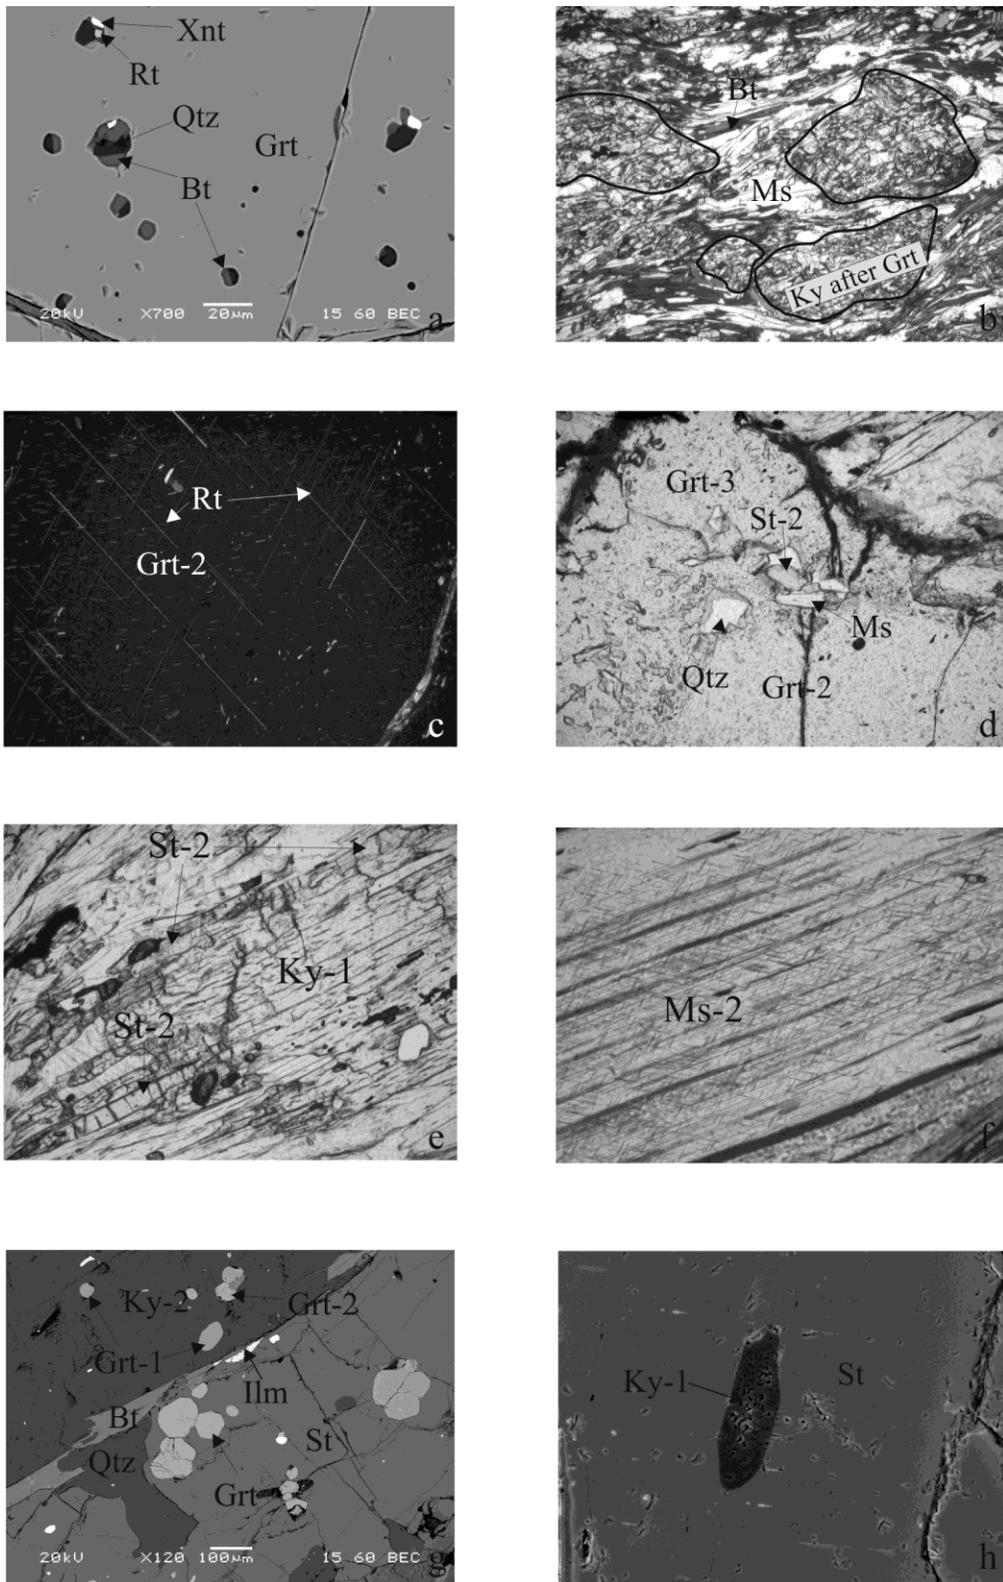 Xnt
Rt
Qtz
Grt
Bt
20kV X700 20µm 15 60 BEC
a
Bt
Ms
Ky after Grt
b
Rt
Grt-2
c
Grt-3
St-2
Ms
Qtz
Grt-2
d
St-2
Ky-1
St-2
e
Ms-2
f
Ky-2
Grt-2
Grt-1
Ilm
Bt
St
Qtz
Grt
20kV X120 100µm 15 60 BEC
g
Ky-1
St
h